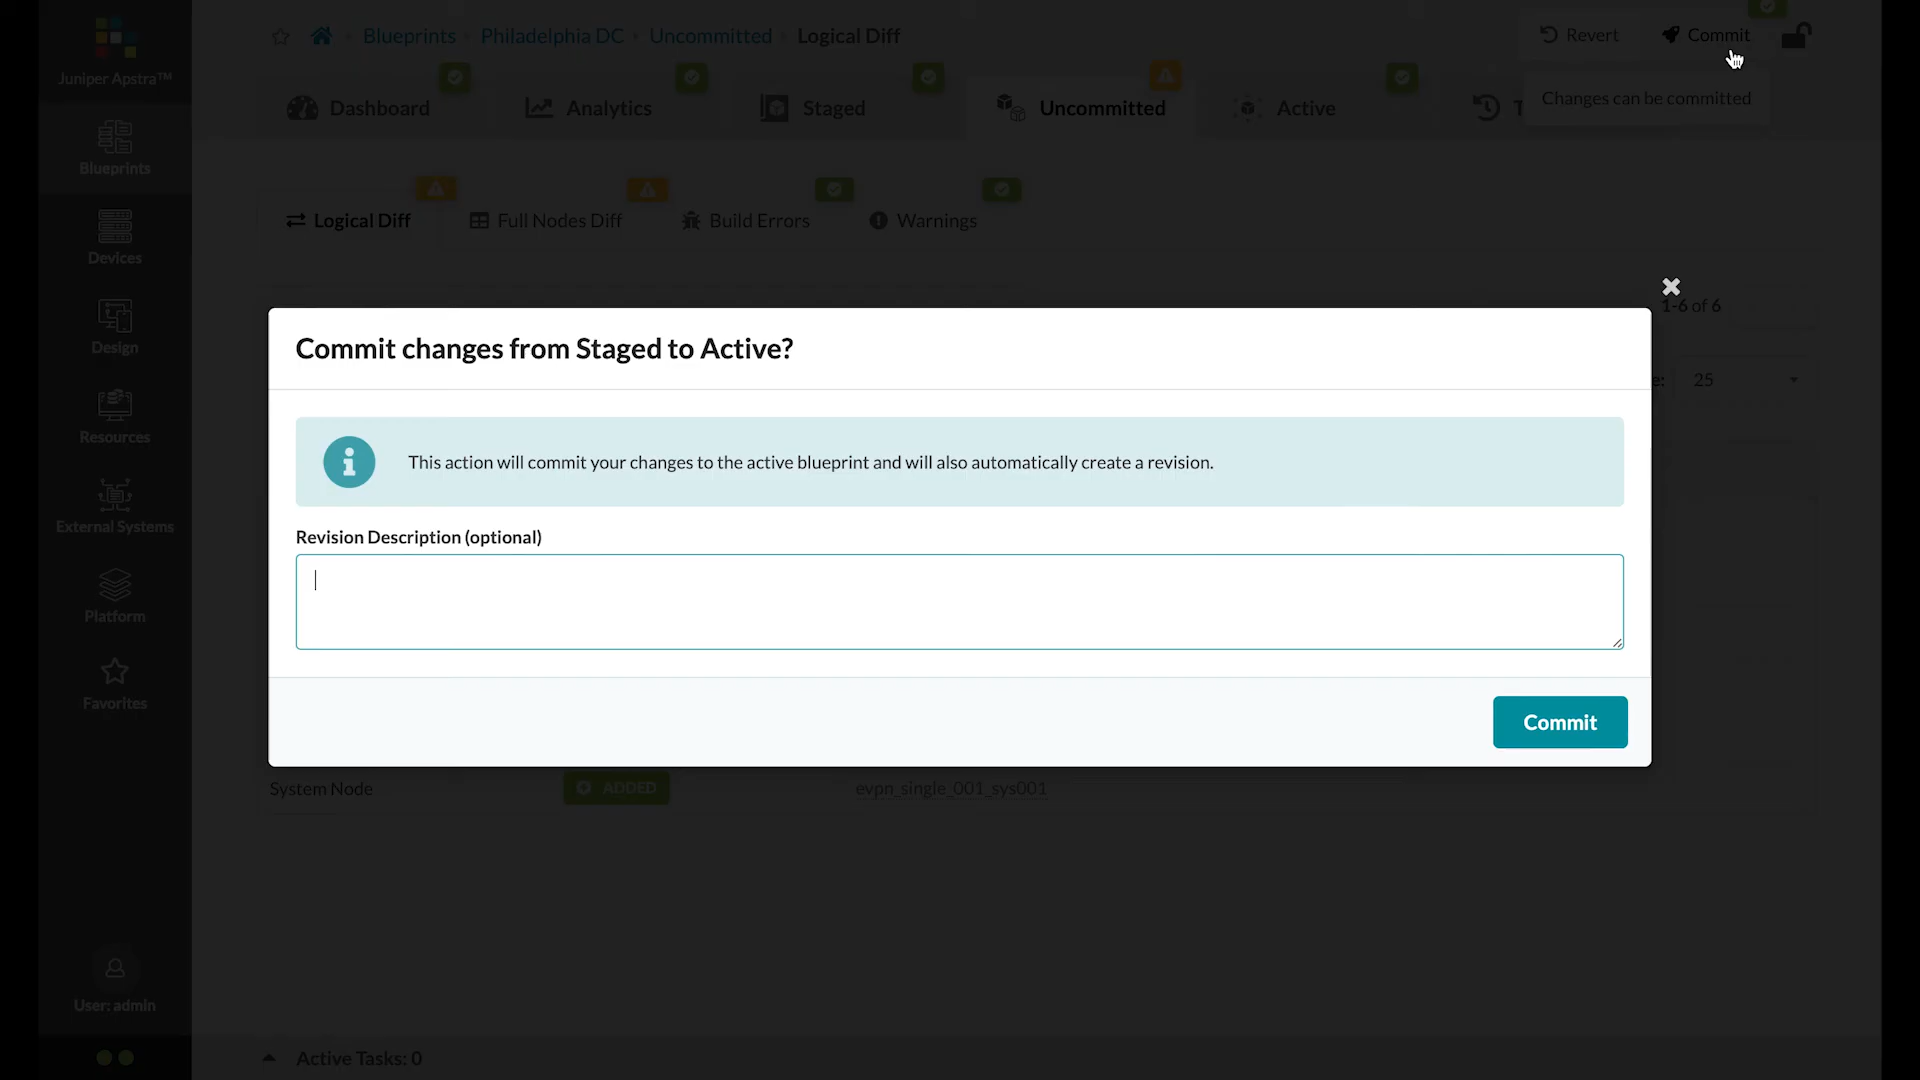 Juniper Apstra™
Blueprints
Devices
Design
Resources
External Systems
Platform
Favorites
User: admin
Blueprints · Philadelphia DC · Uncommitted · Logical Diff
Revert
Commit
Changes can be committed
Dashboard
Analytics
Staged
Uncommitted
Active
T
Logical Diff
Full Nodes Diff
Build Errors
Warnings
1-6 of 6
e: 25
Commit changes from Staged to Active?
This action will commit your changes to the active blueprint and will also automatically create a revision.
Revision Description (optional)
Commit
System Node
ADDED
evpn_single_001_sys001
Active Tasks: 0